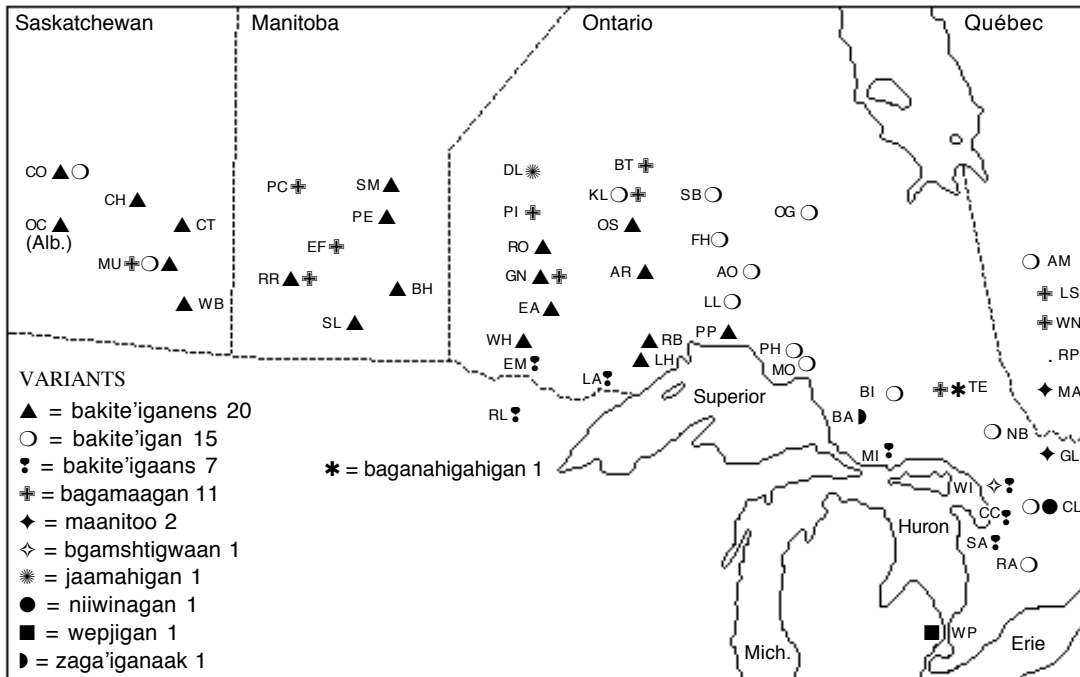 Saskatchewan Manitoba Ontario Québec
BT
DL
CO
PC SM
KL SB
CH
PI OG
PE
OC CT OS
(Alb.)
FH
EF RO
AM
MU AR AO
RR GN
BH LS
WB LL
EA
SL WN
PP
WH RB PH
RP
EM LH MO
VARIANTS LA
TE
BI MA
▲ = bakite'iganens 20 Superior
RL BA
○ = bakite'igan 15 NB
= bakite'igaans 7 MI GL
✱ = baganahigahigan 1
= bagamaagan 11 WI
✦ = maanitoo 2 CC CL
Huron
✧ = bgamshtigwaan 1 SA
= jaamahigan 1 RA
● = niiwinagan 1
■ = wepjigan 1 WP
Mich. Erie
◗ = zaga'iganaak 1